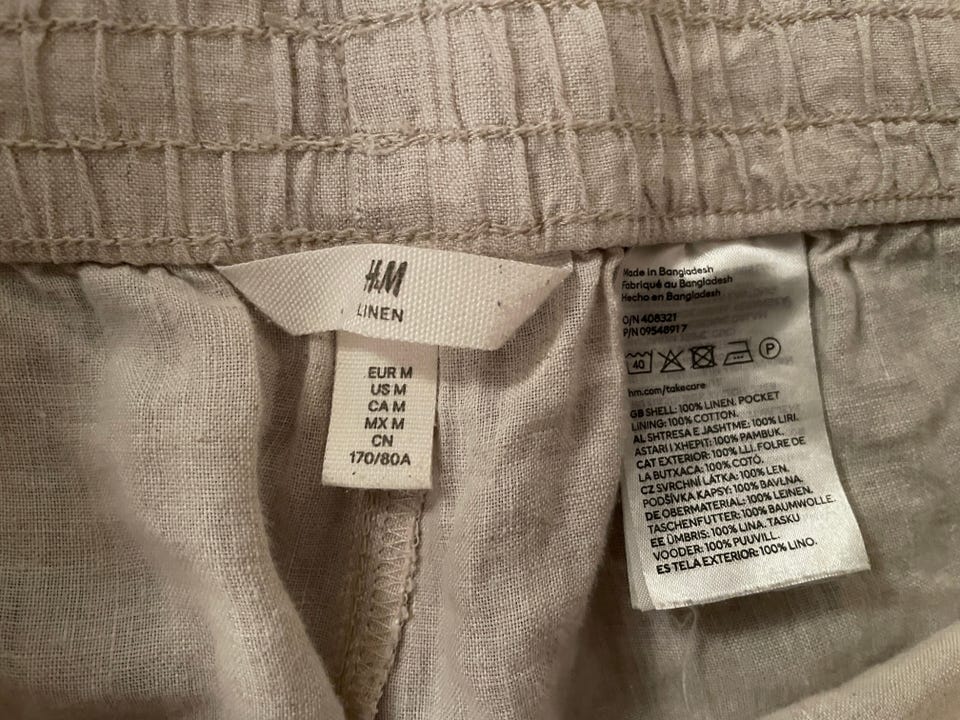 H&M
LINEN
EUR M
US M
CA M
MX M
CN
170/80A
Made in Bangladesh
Fabriqué au Bangladesh
Hecho en Bangladesh
O/N 408321
P/N 09548917
40 P
hm.com/takecare
GB SHELL: 100% LINEN. POCKET
LINING: 100% COTTON.
AL SHTRESE E JASHTME: 100% LIRI.
ASTARI I XHEPIT: 100% PAMBUK.
CAT EXTERIOR: 100% LLI. FOLRE DE
LA BUTXACA: 100% COTÓ.
CZ SVRCHNÍ LÁTKA: 100% LEN.
PODŠÍVKA KAPSY: 100% BAVLNA.
DE OBERMATERIAL: 100% LEINEN.
TASCHENFUTTER: 100% BAUMWOLLE.
EE ÜMBRIS: 100% LINA. TASKU
VOODER: 100% PUUVILL.
ES TELA EXTERIOR: 100% LINO.